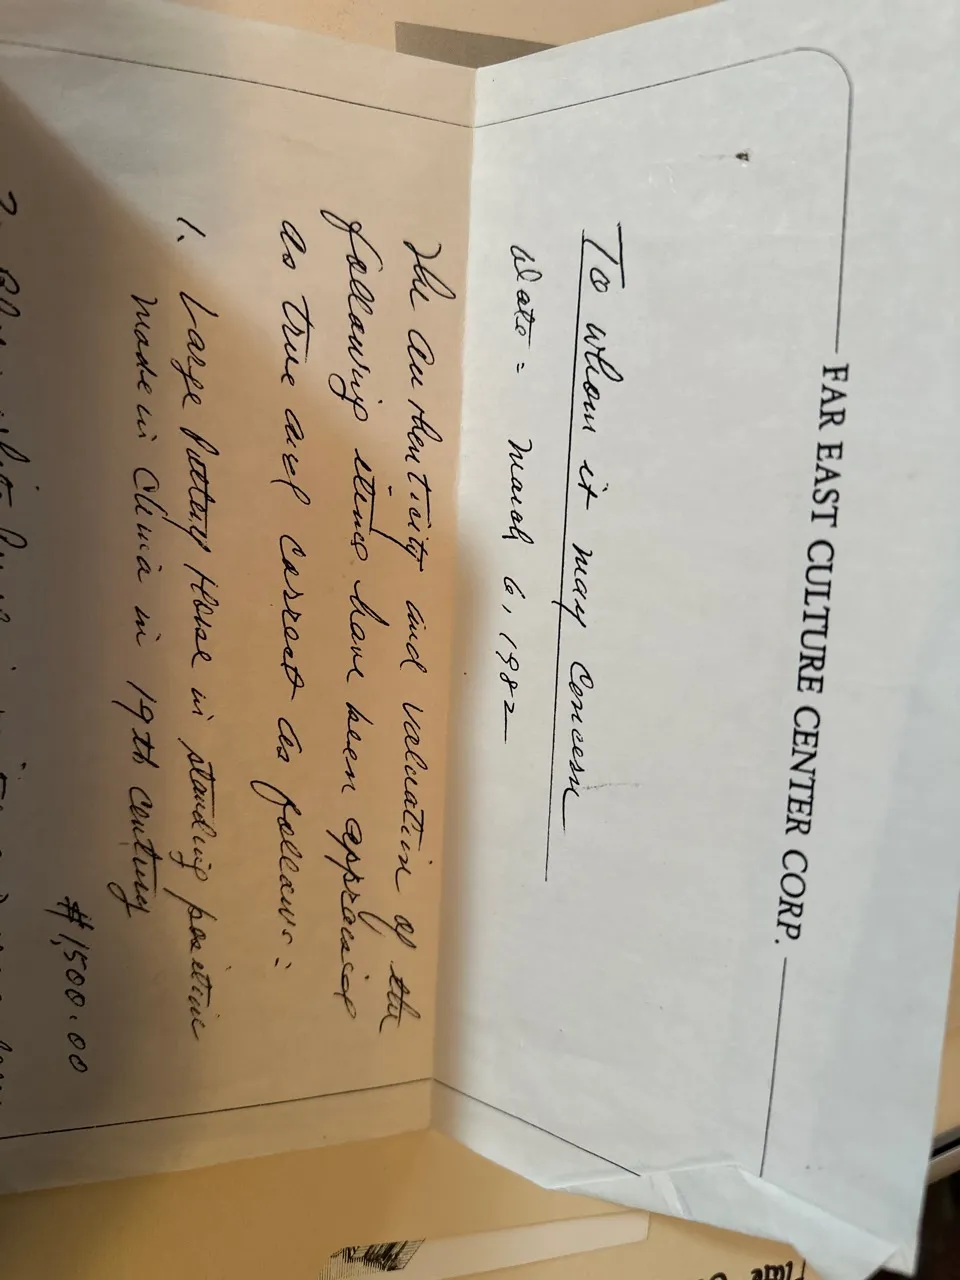 FAR EAST CULTURE CENTER CORP.
To whom it may Concern
Date: March 6, 1982
The authenticity and valuation of the
following items have been appraised
as true and correct as follows:
1. Large Pottery Horse in standing position
made in China in 19th century
$1,500.00
2.